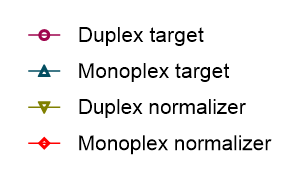 Duplex target
Monoplex target
Duplex normalizer
Monoplex normalizer